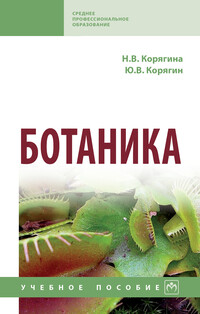 СРЕДНЕЕ
ПРОФЕССИОНАЛЬНОЕ
ОБРАЗОВАНИЕ
Н.В. Корягина
Ю.В. Корягин
БОТАНИКА
УЧЕБНОЕ ПОСОБИЕ